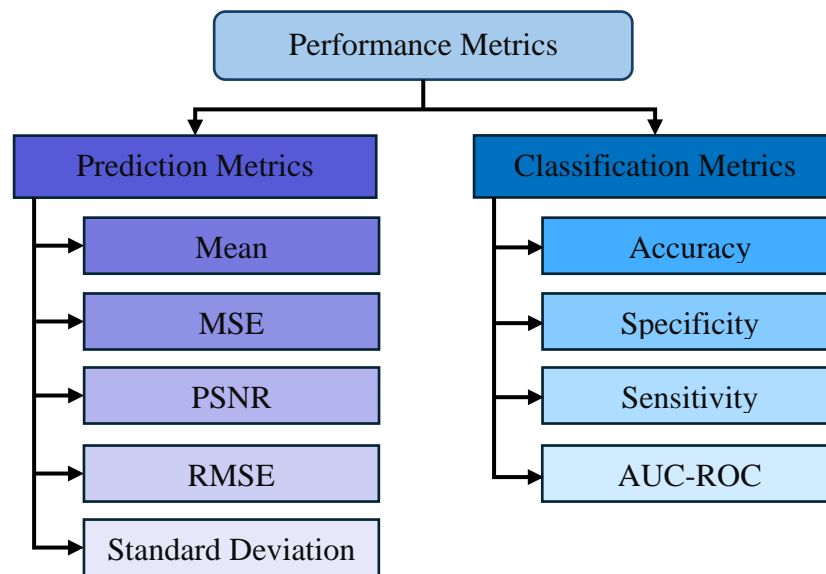 Performance Metrics
Prediction Metrics
Mean
MSE
PSNR
RMSE
Standard Deviation
Classification Metrics
Accuracy
Specificity
Sensitivity
AUC-ROC